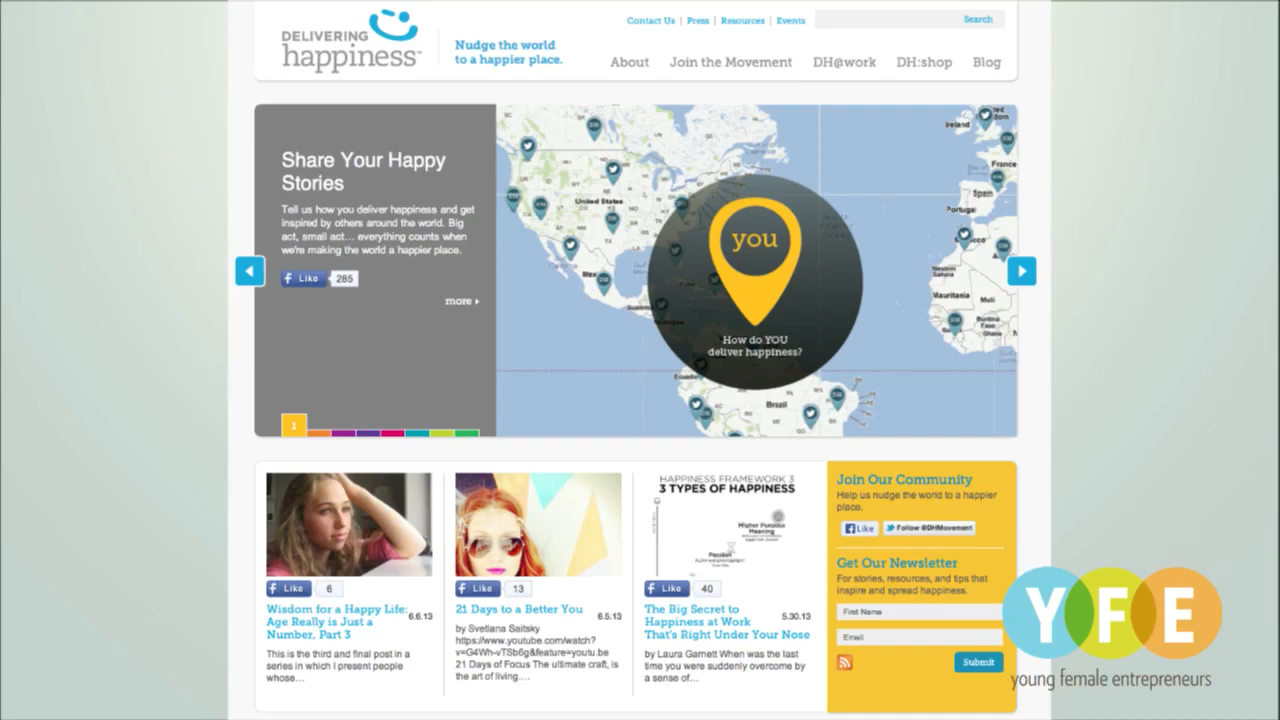 Contact Us | Press | Resources | Events
Search
DELIVERING
happiness™
Nudge the world
to a happier place.
About Join the Movement DH@work DH:shop Blog
Share Your Happy
Stories
Tell us how you deliver happiness and get
inspired by others around the world. Big
act, small act... everything counts when
we're making the world a happier place.
Like 285
more
1
United States
Brazil
Ireland
France
Spain
Portugal
Western
Sahara
Mauritania
Mali
Burkina
Faso
Ghana
you
How do YOU
deliver happiness?
Like 6
Wisdom for a Happy Life:
Age Really is Just a
Number, Part 3
6.6.13
This is the third and final post in a
series in which I present people
whose...
Like 13
21 Days to a Better You
6.5.13
by Svetlana Saitsky
https://www.youtube.com/watch?
v=G4Wh-vTSb6g&feature=youtu.be
21 Days of Focus The ultimate craft, is
the art of living....
HAPPINESS FRAMEWORK 3
3 TYPES OF HAPPINESS
Higher Purpose
Meaning
Passion
Like 40
The Big Secret to
Happiness at Work
That's Right Under Your Nose
5.30.13
by Laura Garnett When was the last
time you were suddenly overcome by
a sense of...
Join Our Community
Help us nudge the world to a happier
place.
Like Follow @DHMovement
Get Our Newsletter
For stories, resources, and tips that
inspire and spread happiness.
First Name
Email
Submit
YFE
young female entrepreneurs